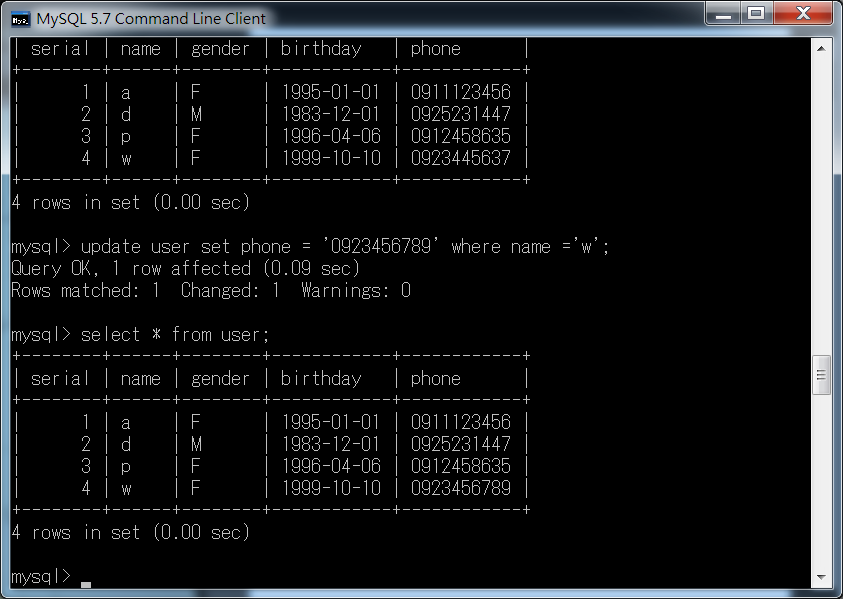 MySQL 5.7 Command Line Client
| serial | name | gender | birthday   | phone      |
+--------+------+--------+------------+------------+
|      1 | a    | F      | 1995-01-01 | 0911123456 |
|      2 | d    | M      | 1983-12-01 | 0925231447 |
|      3 | p    | F      | 1996-04-06 | 0912458635 |
|      4 | w    | F      | 1999-10-10 | 0923445637 |
+--------+------+--------+------------+------------+
4 rows in set (0.00 sec)
mysql> update user set phone = '0923456789' where name ='w';
Query OK, 1 row affected (0.09 sec)
Rows matched: 1  Changed: 1  Warnings: 0
mysql> select * from user;
+--------+------+--------+------------+------------+
| serial | name | gender | birthday   | phone      |
+--------+------+--------+------------+------------+
|      1 | a    | F      | 1995-01-01 | 0911123456 |
|      2 | d    | M      | 1983-12-01 | 0925231447 |
|      3 | p    | F      | 1996-04-06 | 0912458635 |
|      4 | w    | F      | 1999-10-10 | 0923456789 |
+--------+------+--------+------------+------------+
4 rows in set (0.00 sec)
mysql> _